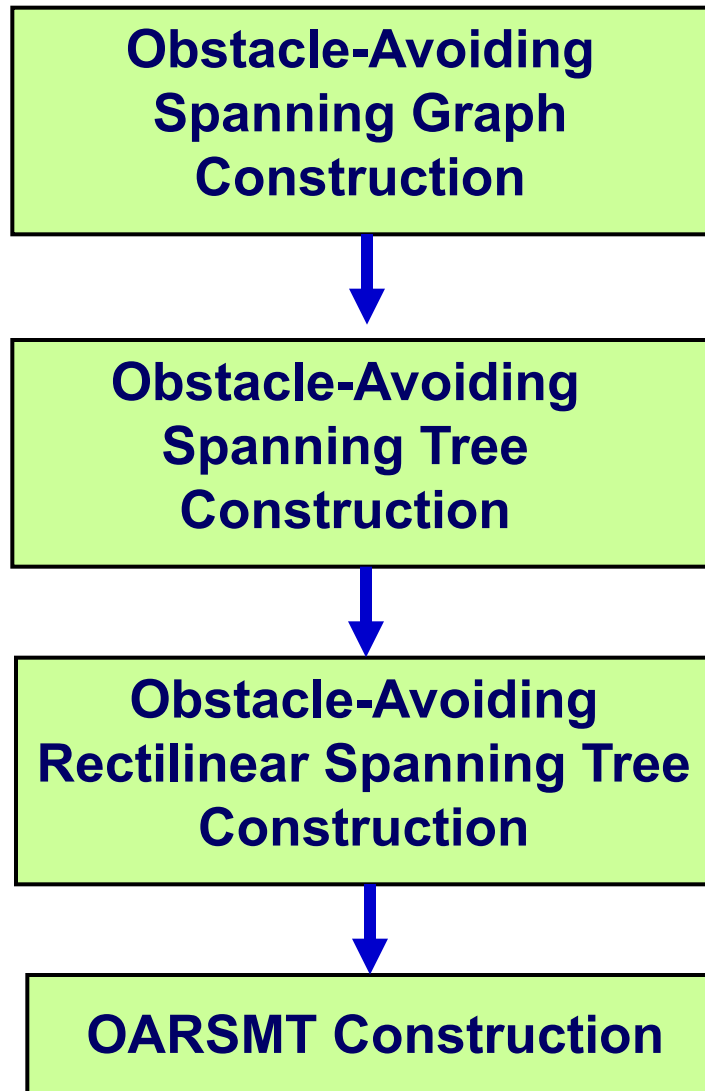 Obstacle-Avoiding
Spanning Graph
Construction
Obstacle-Avoiding
Spanning Tree
Construction
Obstacle-Avoiding
Rectilinear Spanning Tree
Construction
OARSMT Construction